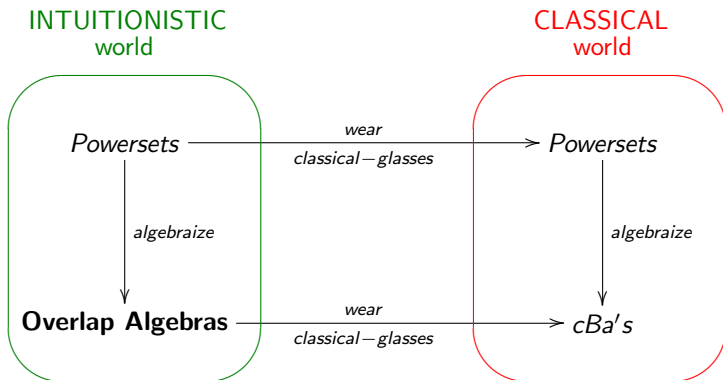 INTUITIONISTIC
world
CLASSICAL
world
Powersets
wear
classical−glasses
Powersets
algebraize
algebraize
Overlap Algebras
wear
classical−glasses
cBa's